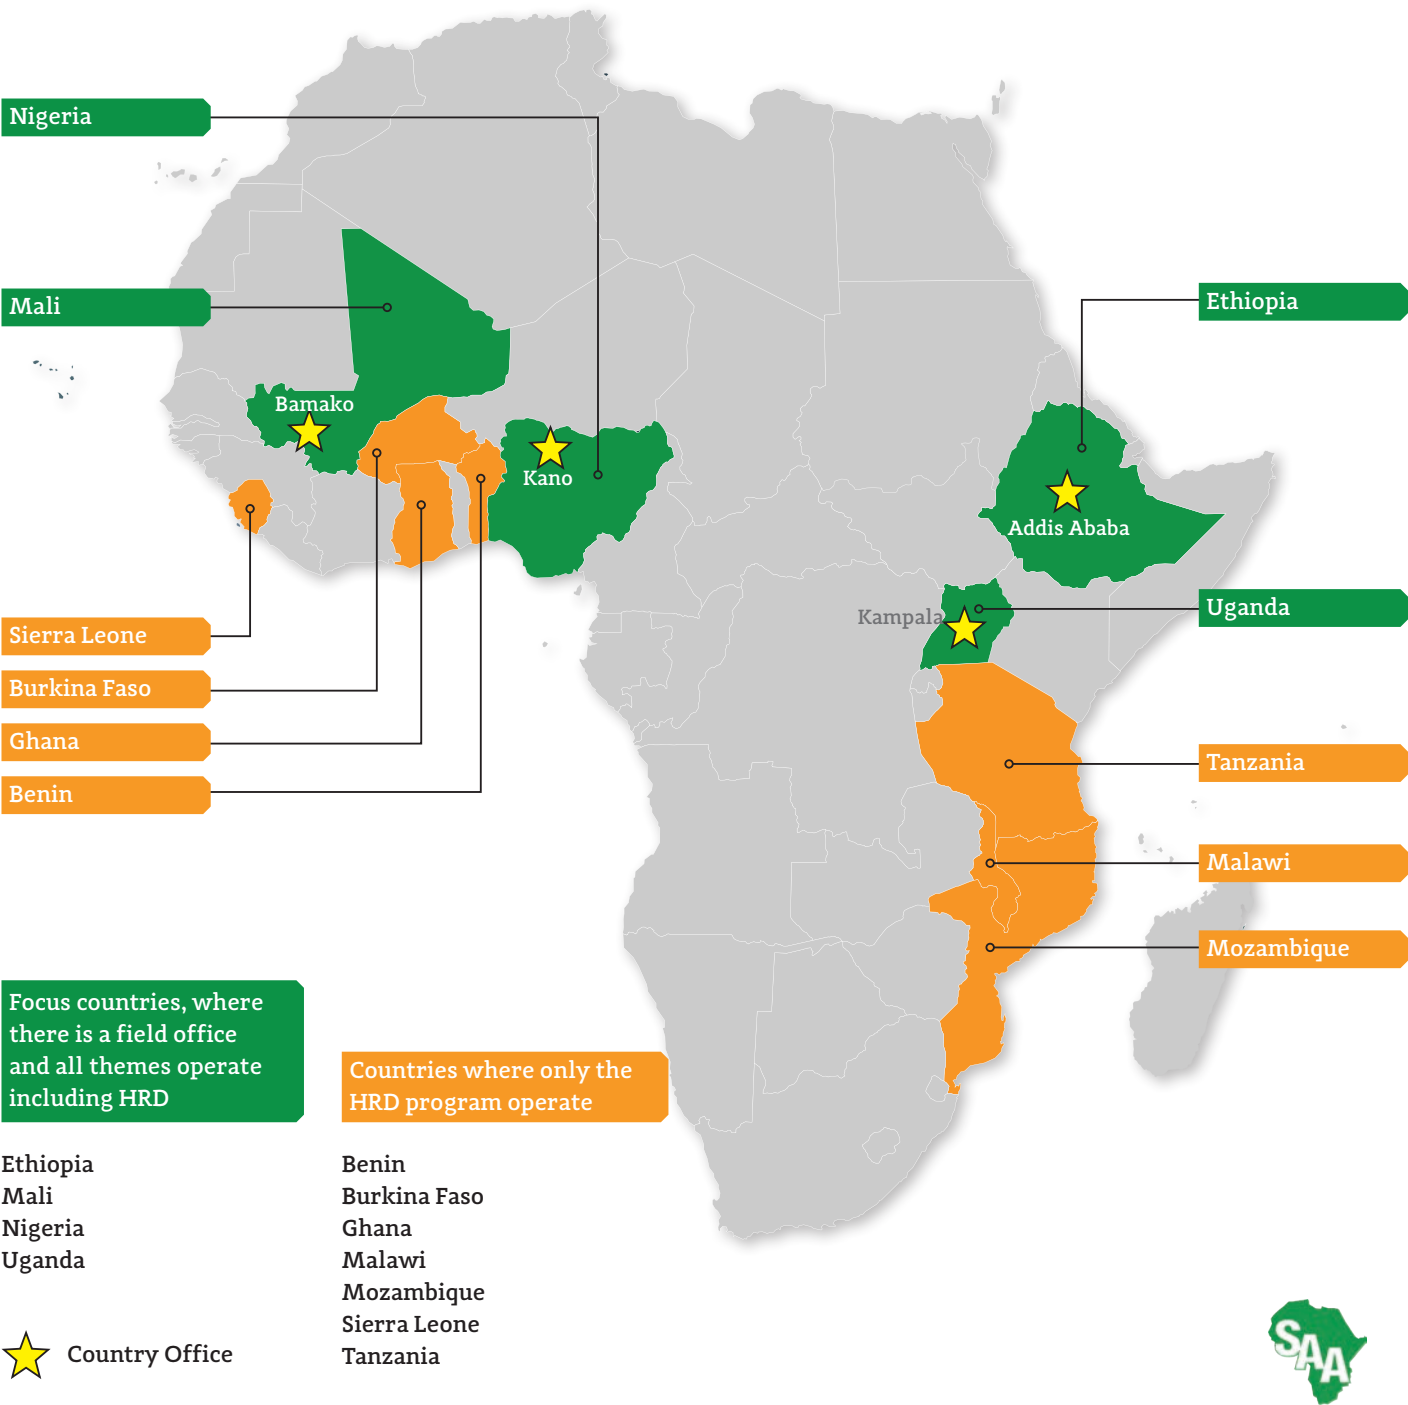 Nigeria
Mali
Ethiopia
Bamako
Kano
Addis Ababa
Uganda
Kampala
Sierra Leone
Burkina Faso
Ghana
Benin
Tanzania
Malawi
Mozambique
Focus countries, where
there is a field office
and all themes operate
including HRD
Ethiopia
Mali
Nigeria
Uganda
Countries where only the
HRD program operate
Benin
Burkina Faso
Ghana
Malawi
Mozambique
Sierra Leone
Tanzania
Country Office
SAA